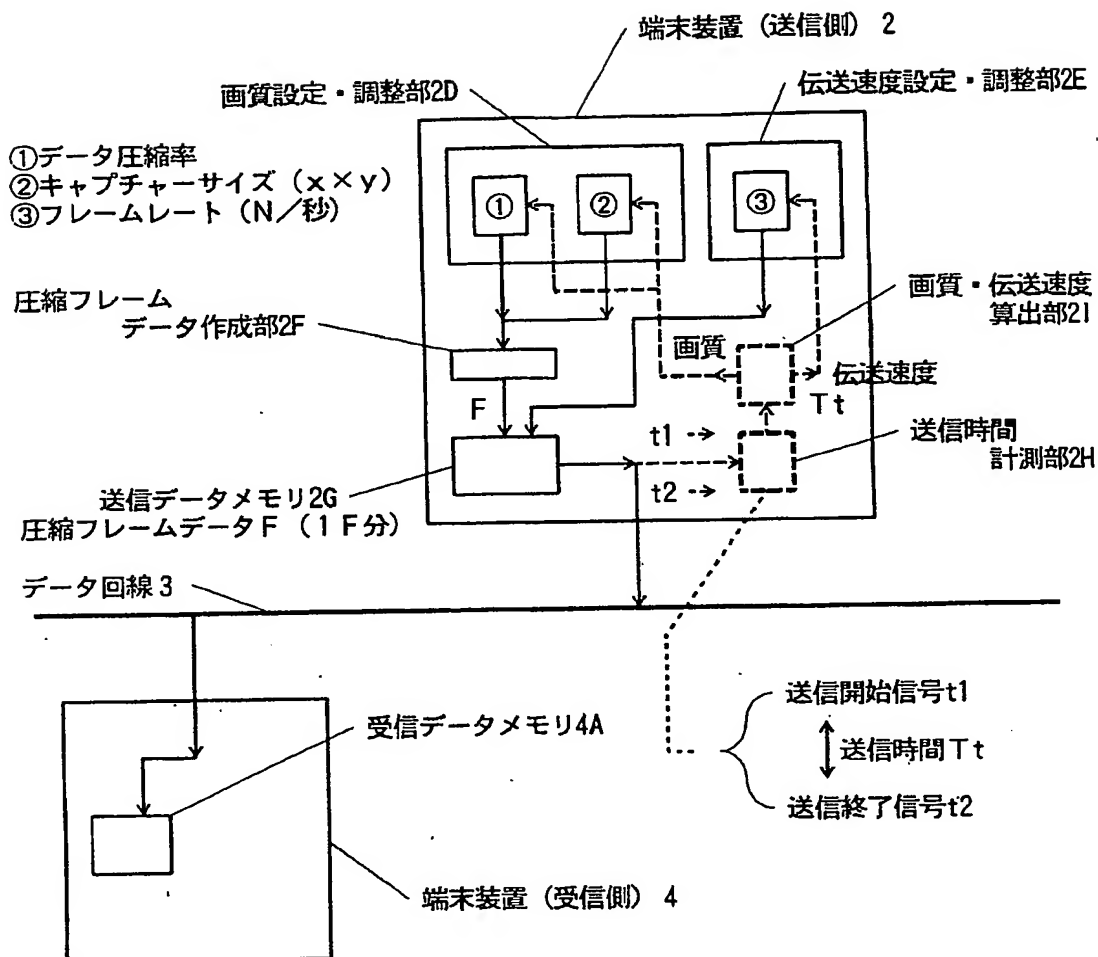 端末装置（送信側）2
画質設定・調整部2D
伝送速度設定・調整部2E
①データ圧縮率
②キャプチャーサイズ（x×y）
③フレームレート（N／秒）
①
②
③
圧縮フレーム
データ作成部2F
画質・伝送速度
算出部2I
画質
伝送速度
F
Tt
t1
送信時間
計測部2H
t2
送信データメモリ2G
圧縮フレームデータF（1F分）
データ回線3
送信開始信号t1
受信データメモリ4A
送信時間Tt
送信終了信号t2
端末装置（受信側）4